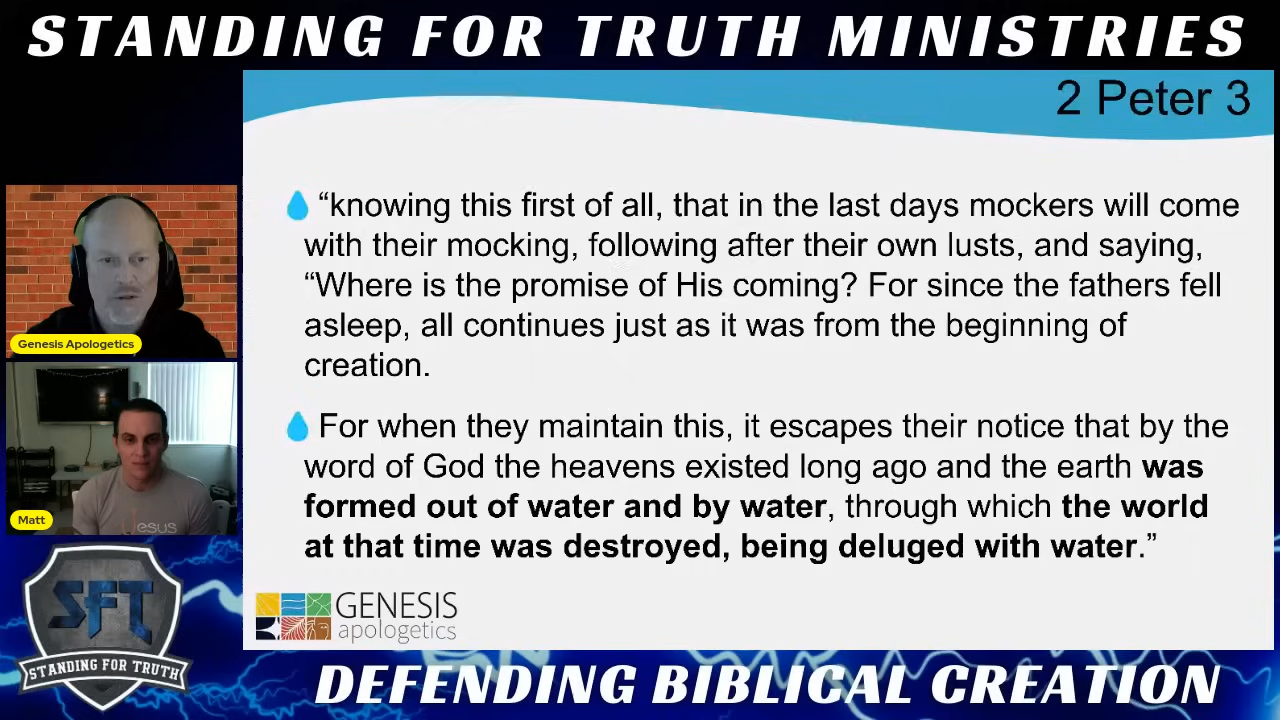 STANDING FOR TRUTH MINISTRIES
2 Peter 3
“knowing this first of all, that in the last days mockers will come
with their mocking, following after their own lusts, and saying,
“Where is the promise of His coming? For since the fathers fell
asleep, all continues just as it was from the beginning of
creation.
For when they maintain this, it escapes their notice that by the
word of God the heavens existed long ago and the earth was
formed out of water and by water, through which the world
at that time was destroyed, being deluged with water.”
GENESIS
apologetics
Genesis Apologetics
Jesus
Matt
SFT
STANDING FOR TRUTH
DEFENDING BIBLICAL CREATION